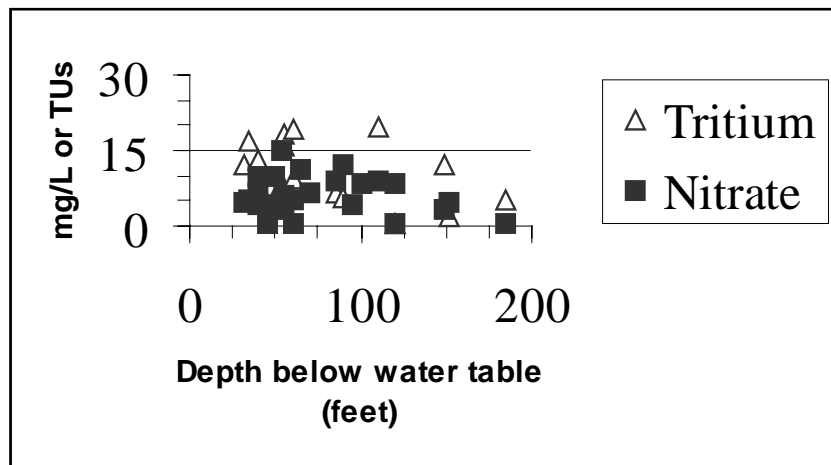 mg/L or TUs
30
15
0
0
100
200
Depth below water table
(feet)
Tritium
Nitrate